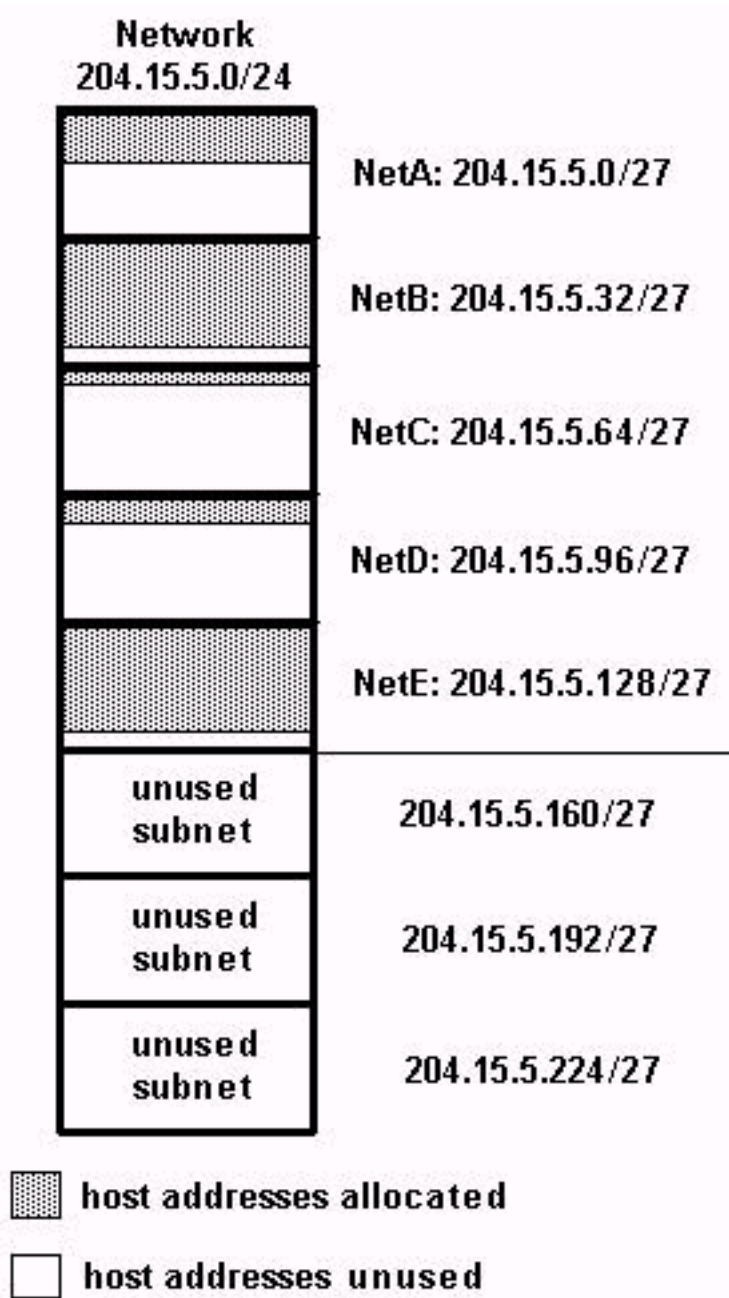 Network
204.15.5.0/24
NetA: 204.15.5.0/27
NetB: 204.15.5.32/27
NetC: 204.15.5.64/27
NetD: 204.15.5.96/27
NetE: 204.15.5.128/27
unused
subnet
204.15.5.160/27
unused
subnet
204.15.5.192/27
unused
subnet
204.15.5.224/27
host addresses allocated
host addresses unused